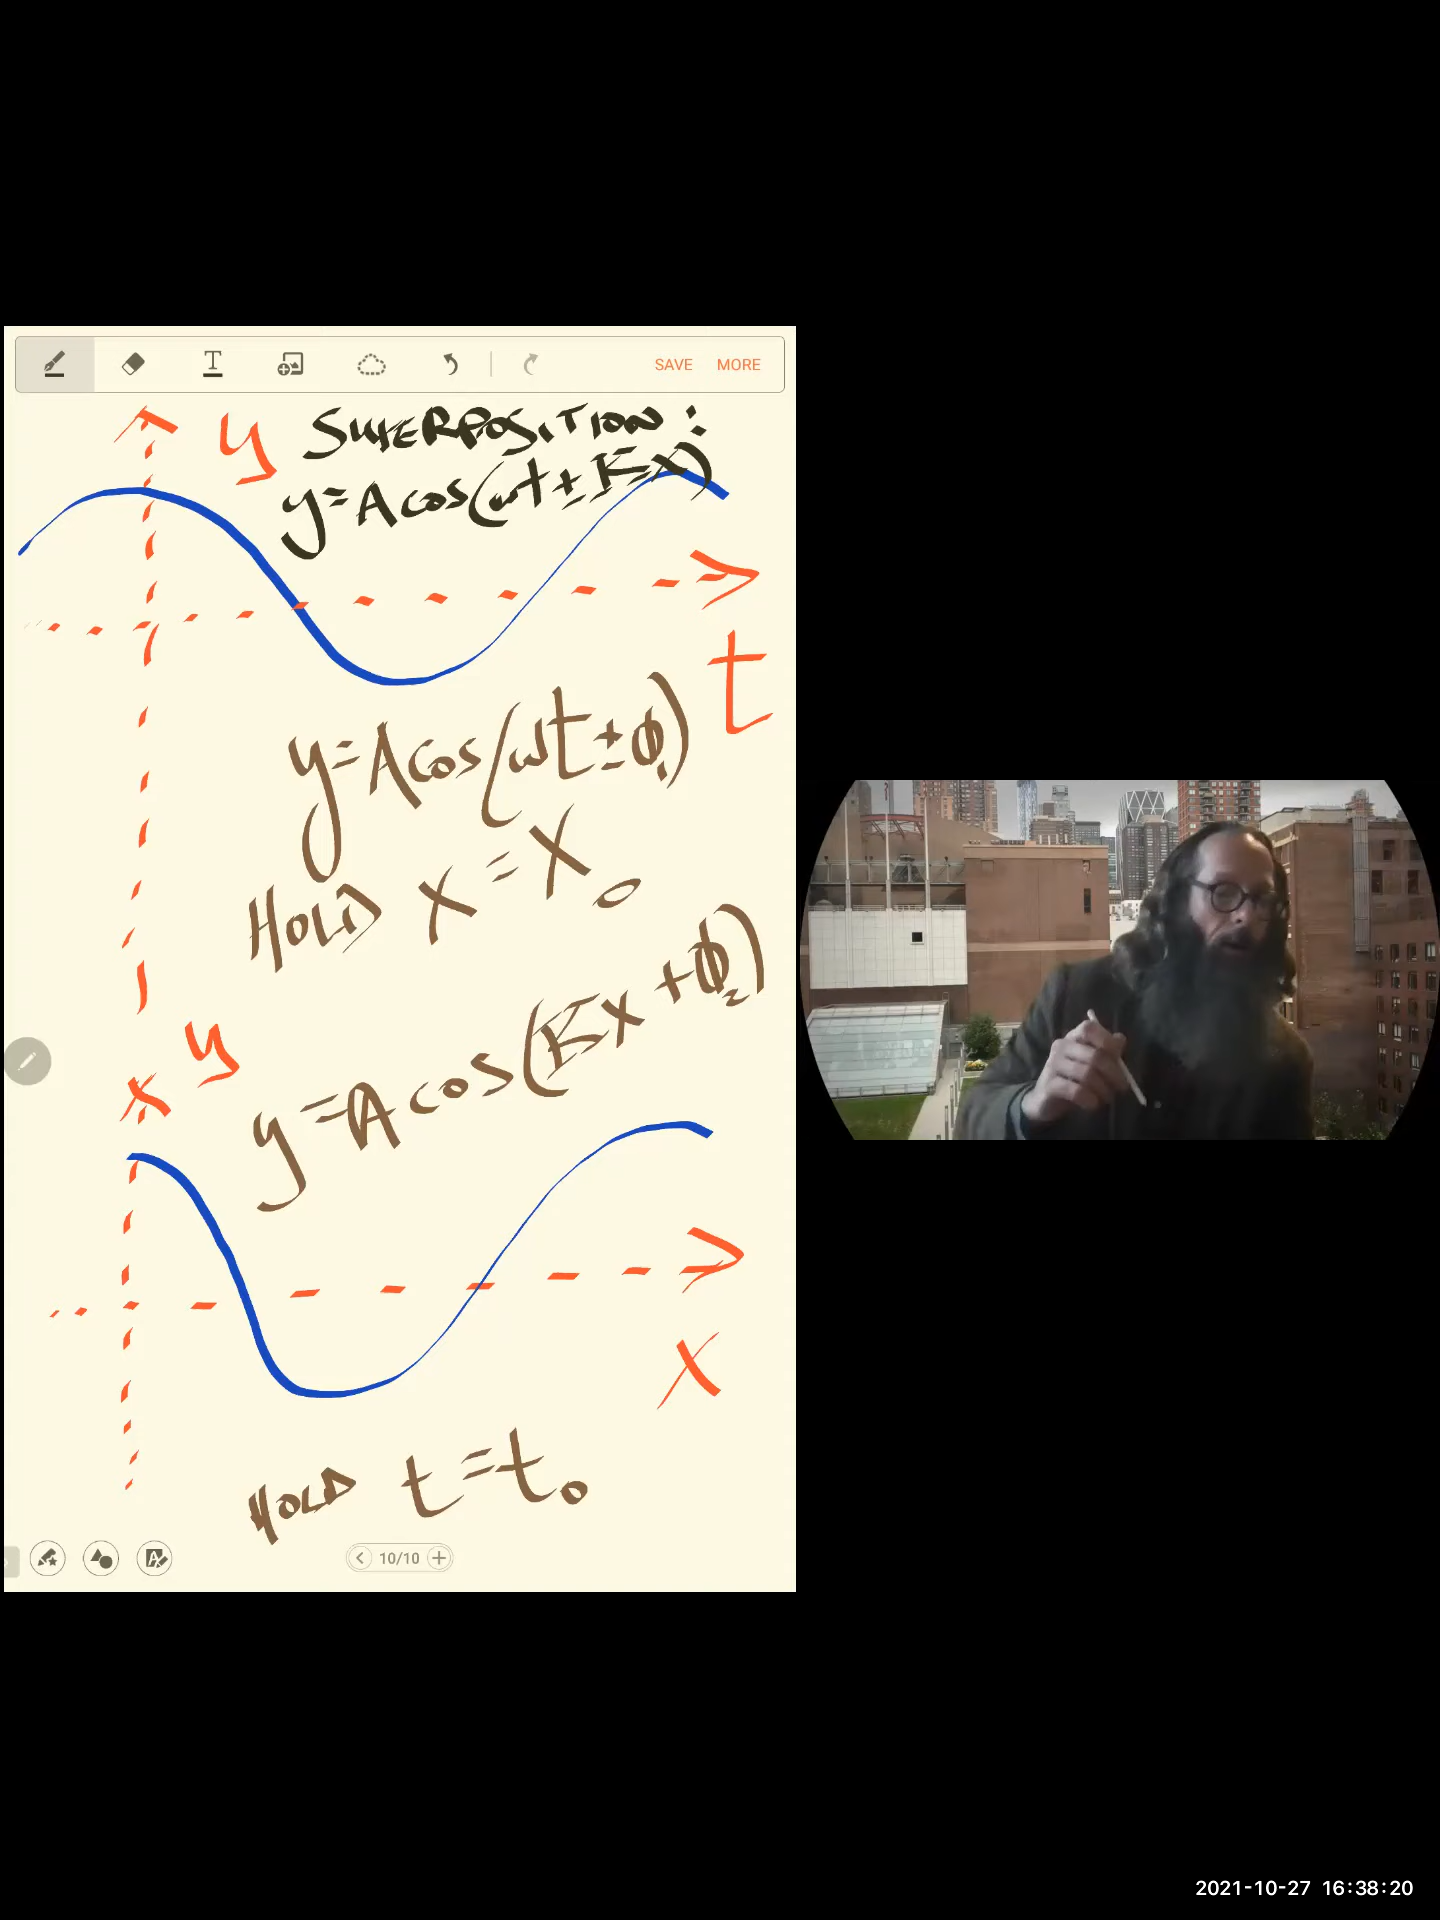 SAVE MORE
y SUPERPOSITION:
y=Acos(ωt±Kx)
t
y=Acos(ωt±ϕ₁)
HOLD x=x₀
y
y=Acos(Kx+ϕ₂)
x
HOLD t=t₀
10/10
2021-10-27 16:38:20